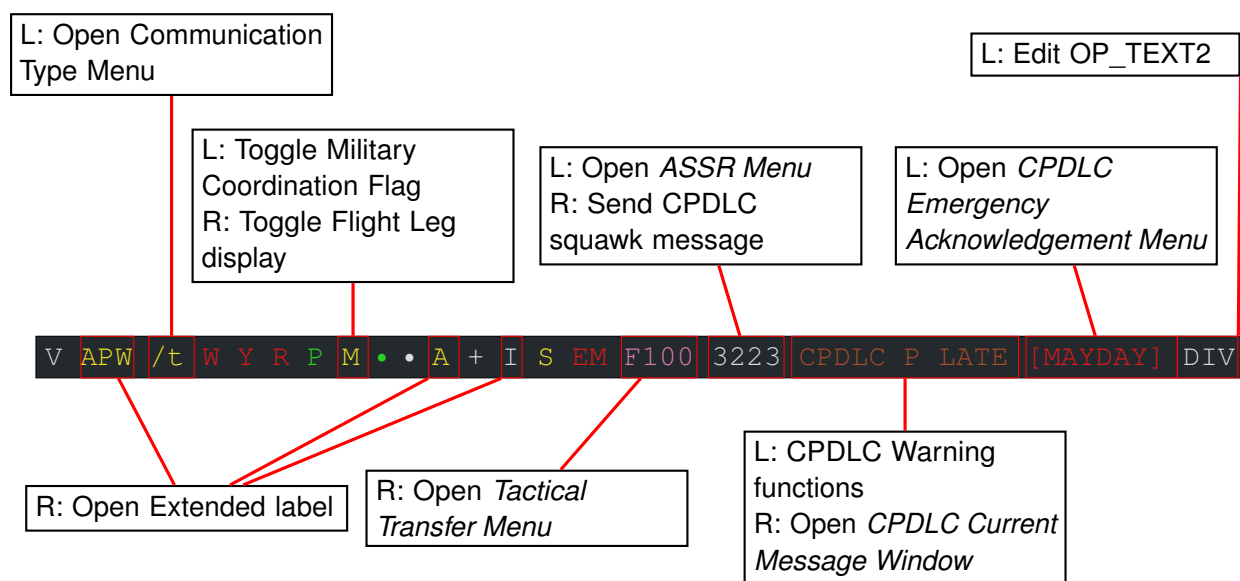 L: Open Communication
Type Menu
L: Edit OP_TEXT2
L: Toggle Military
Coordination Flag
R: Toggle Flight Leg
display
L: Open ASSR Menu
R: Send CPDLC
squawk message
L: Open CPDLC
Emergency
Acknowledgement Menu
V APW /t W Y R P M • • A + I S EM F100 3223 CPDLC P LATE [MAYDAY] DIV
R: Open Extended label
R: Open Tactical
Transfer Menu
L: CPDLC Warning
functions
R: Open CPDLC Current
Message Window